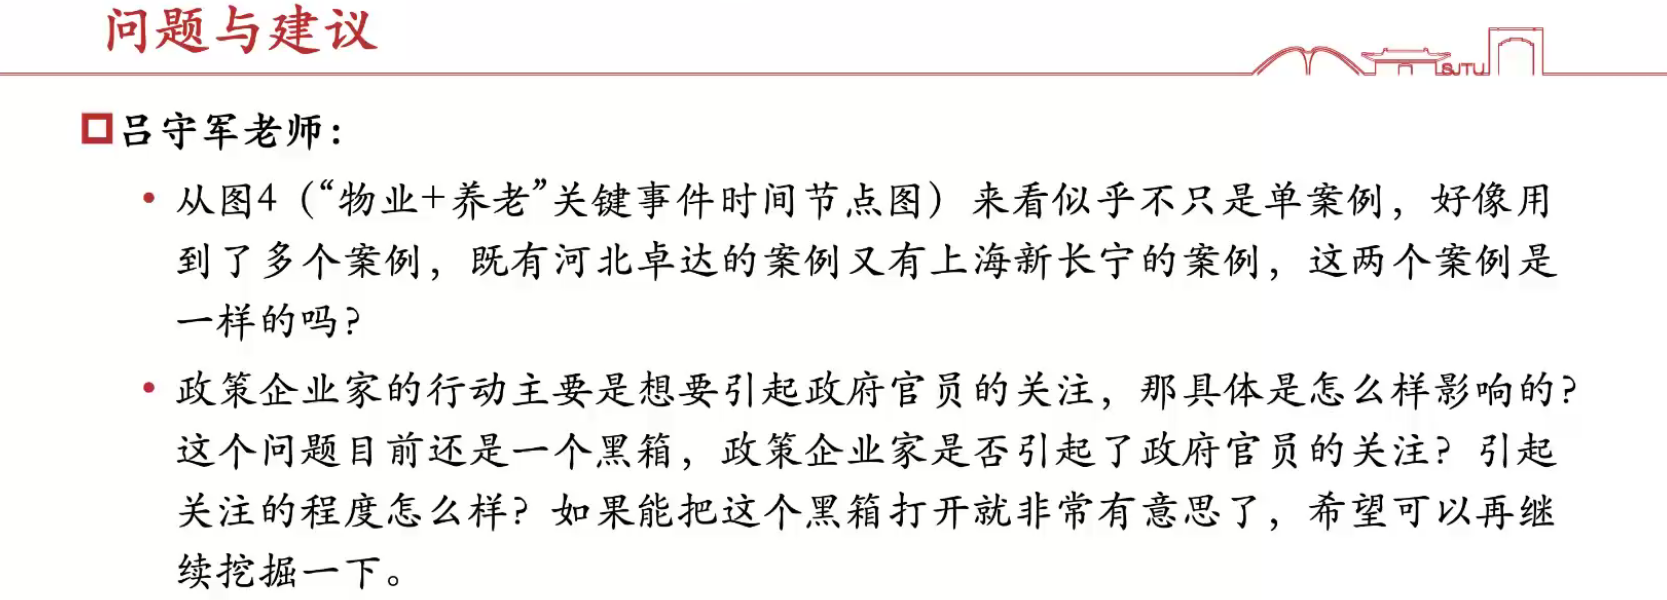 问题与建议
SJTU
吕守军老师：
• 从图4（“物业+养老”关键事件时间节点图）来看似乎不只是单案例，好像用
到了多个案例，既有河北卓达的案例又有上海新长宁的案例，这两个案例是
一样的吗？
• 政策企业家的行动主要是想要引起政府官员的关注，那具体是怎么样影响的？
这个问题目前还是一个黑箱，政策企业家是否引起了政府官员的关注？引起
关注的程度怎么样？如果能把这个黑箱打开就非常有意思了，希望可以再继
续挖掘一下。